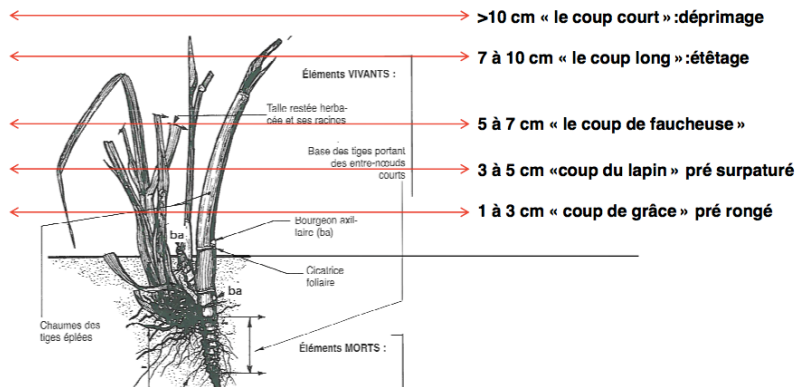 >10 cm « le coup court » :déprimage
7 à 10 cm « le coup long » :étêtage
Éléments VIVANTS :
Talle restée herba-
cée et ses racines
5 à 7 cm « le coup de faucheuse »
Base des tiges portant
des entre-nœuds
courts
3 à 5 cm «coup du lapin » pré surpaturé
1 à 3 cm « coup de grâce » pré rongé
Bourgeon axil-
laire (ba)
ba
Cicatrice
foliaire
ba
Chaumes des
tiges épiées
Éléments MORTS :